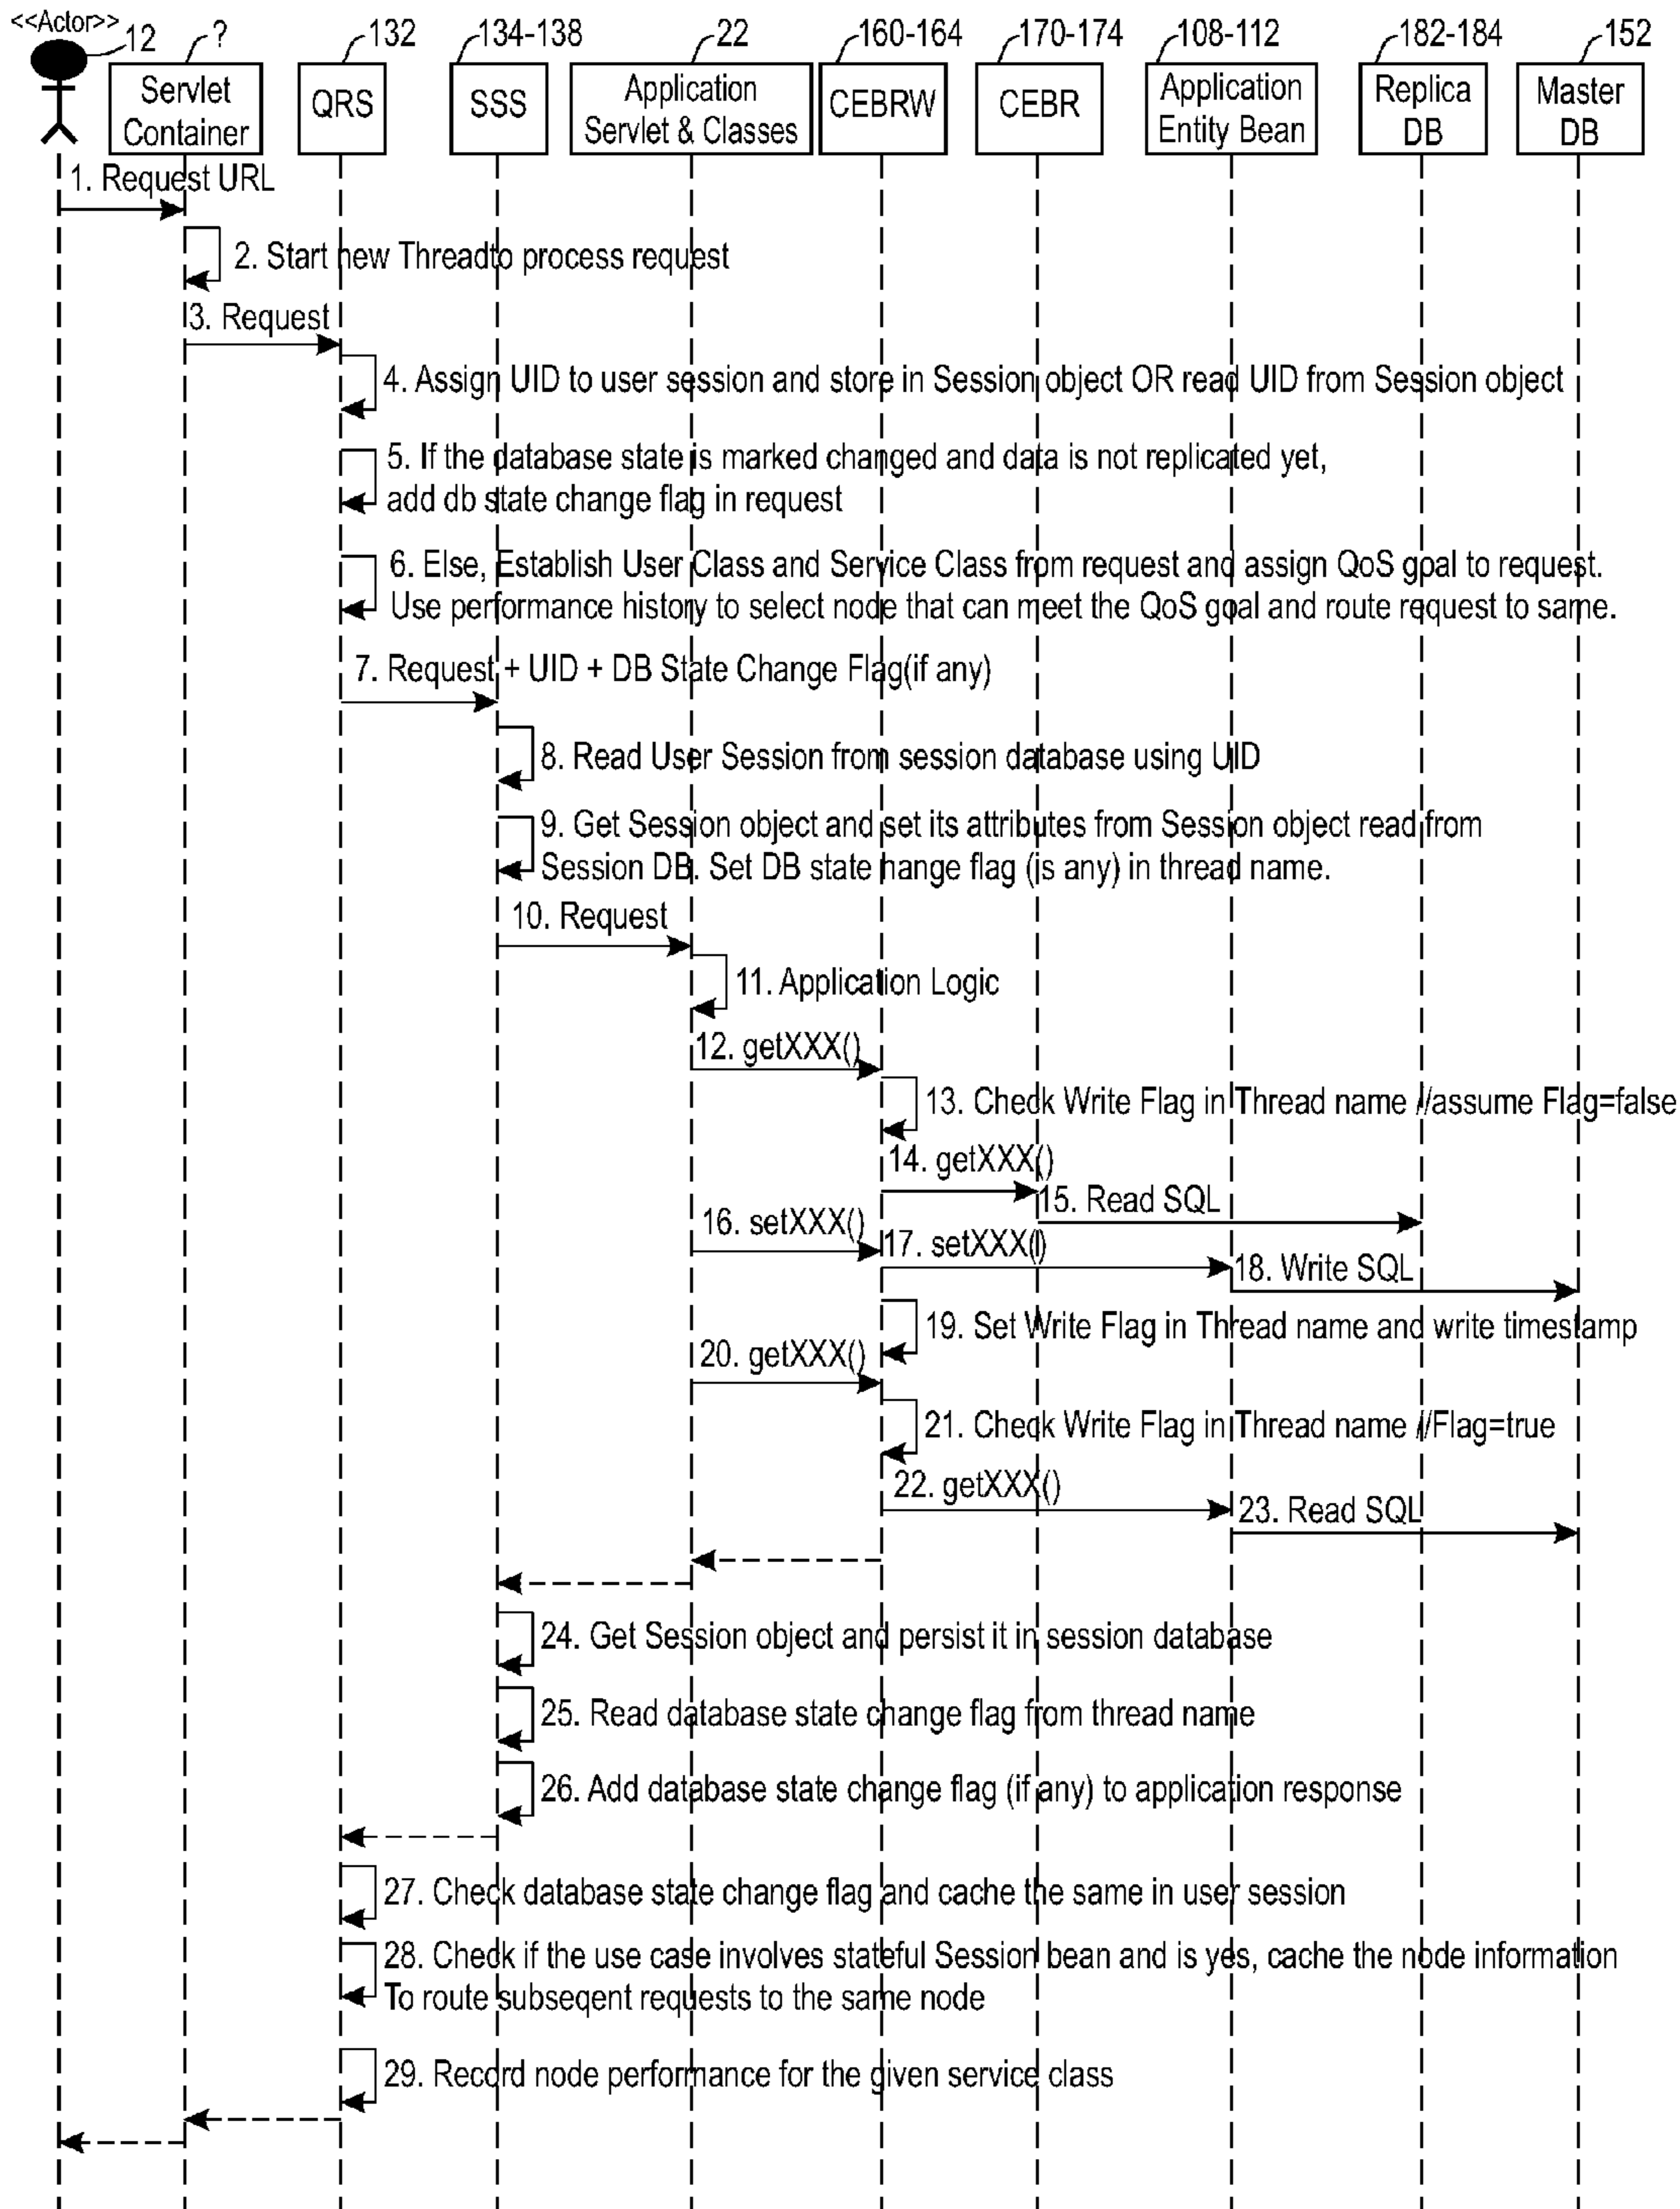 <<Actor>>
12
?
132
134-138
22
160-164
170-174
108-112
182-184
152
Servlet
Container
QRS
SSS
Application
Servlet & Classes
CEBRW
CEBR
Application
Entity Bean
Replica
DB
Master
DB
1. Request URL
2. Start new Threadto process request
3. Request
4. Assign UID to user session and store in Session object OR read UID from Session object
5. If the database state is marked changed and data is not replicated yet,
add db state change flag in request
6. Else, Establish User Class and Service Class from request and assign QoS goal to request.
Use performance history to select node that can meet the QoS goal and route request to same.
7. Request + UID + DB State Change Flag(if any)
8. Read User Session from session database using UID
9. Get Session object and set its attributes from Session object read from
Session DB. Set DB state hange flag (is any) in thread name.
10. Request
11. Application Logic
12. getXXX()
13. Check Write Flag in Thread name //assume Flag=false
14. getXXX()
15. Read SQL
16. setXXX()
17. setXXX()
18. Write SQL
19. Set Write Flag in Thread name and write timestamp
20. getXXX()
21. Check Write Flag in Thread name //Flag=true
22. getXXX()
23. Read SQL
24. Get Session object and persist it in session database
25. Read database state change flag from thread name
26. Add database state change flag (if any) to application response
27. Check database state change flag and cache the same in user session
28. Check if the use case involves stateful Session bean and is yes, cache the node information
To route subseqent requests to the same node
29. Record node performance for the given service class